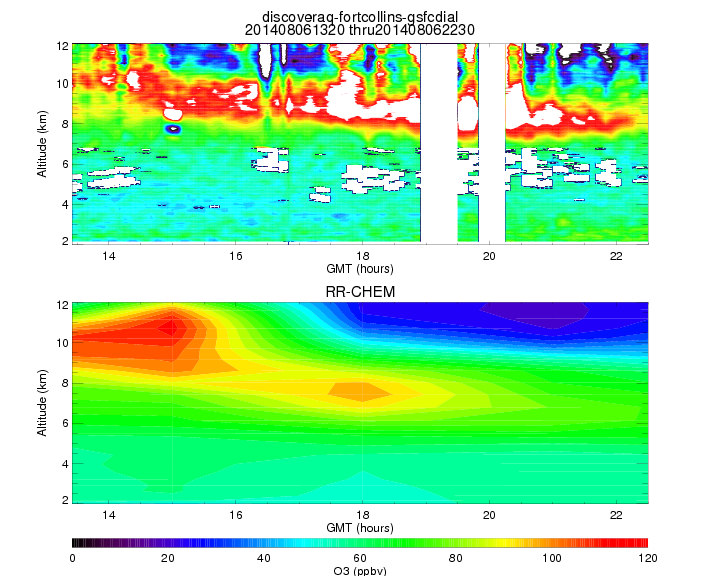 discoveraq-fortcollins-gsfcdial
201408061320 thru201408062230
12
10
8
6
4
2
Altitude (km)
14 16 18 20 22
GMT (hours)
RR-CHEM
12
10
8
6
4
2
Altitude (km)
14 16 18 20 22
GMT (hours)
0 20 40 60 80 100 120
O3 (ppbv)